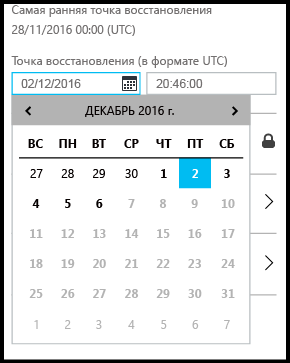 Самая ранняя точка восстановления
28/11/2016 00:00 (UTC)
Точка восстановления (в формате UTC)
02/12/2016 20:46:00
ДЕКАБРЬ 2016 г.
ВС ПН ВТ СР ЧТ ПТ СБ
27 28 29 30 1 2 3
4 5 6 7 8 9 10
11 12 13 14 15 16 17
18 19 20 21 22 23 24
25 26 27 28 29 30 31
1 2 3 4 5 6 7